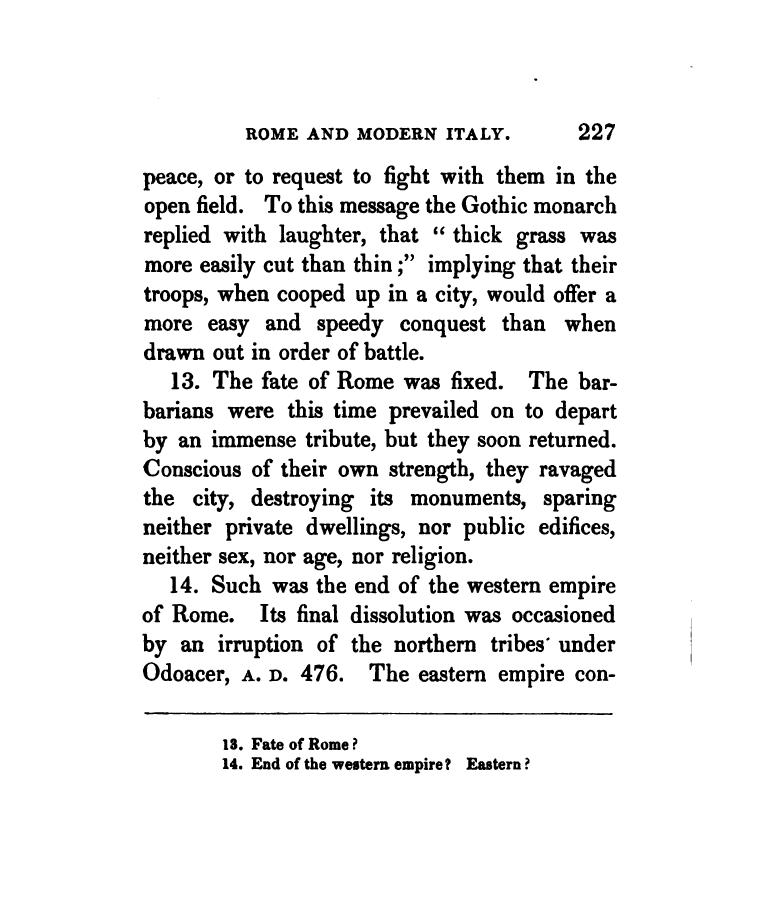 ROME AND MODERN ITALY. 227
peace, or to request to fight with them in the
open field. To this message the Gothic monarch
replied with laughter, that “ thick grass was
more easily cut than thin ;” implying that their
troops, when cooped up in a city, would offer a
more easy and speedy conquest than when
drawn out in order of battle.
13. The fate of Rome was fixed. The bar-
barians were this time prevailed on to depart
by an immense tribute, but they soon returned.
Conscious of their own strength, they ravaged
the city, destroying its monuments, sparing
neither private dwellings, nor public edifices,
neither sex, nor age, nor religion.
14. Such was the end of the western empire
of Rome. Its final dissolution was occasioned
by an irruption of the northern tribes under
Odoacer, A. D. 476. The eastern empire con-
13. Fate of Rome ?
14. End of the western empire? Eastern ?